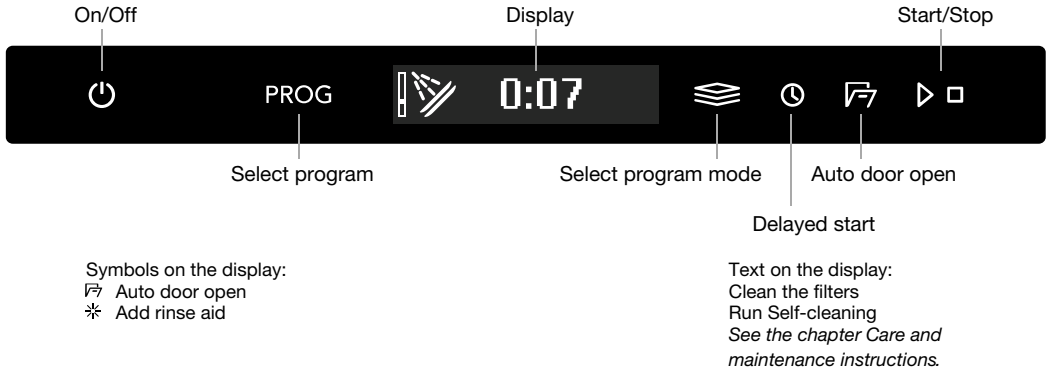 On/Off
Display
Start/Stop
PROG
0:07
Select program
Select program mode
Auto door open
Delayed start
Symbols on the display:
Auto door open
Add rinse aid
Text on the display:
Clean the filters
Run Self-cleaning
See the chapter Care and
maintenance instructions.